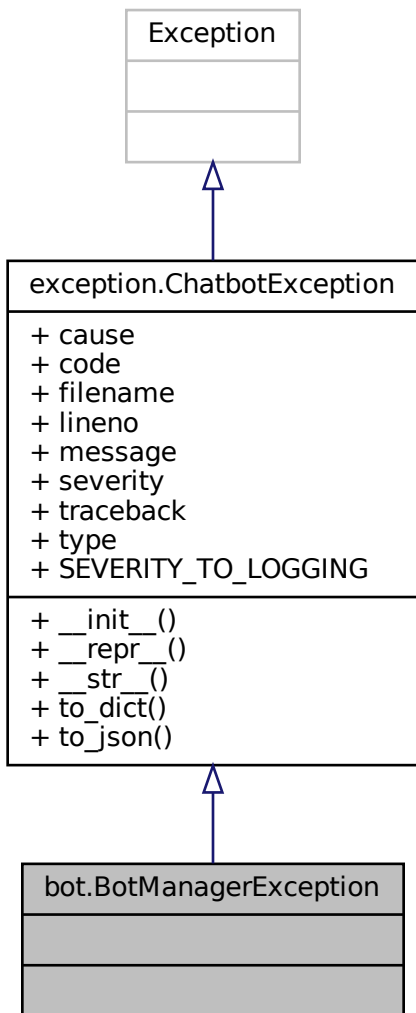 Exception
exception.ChatbotException
+ cause
+ code
+ filename
+ lineno
+ message
+ severity
+ traceback
+ type
+ SEVERITY_TO_LOGGING
+ __init__()
+ __repr__()
+ __str__()
+ to_dict()
+ to_json()
bot.BotManagerException